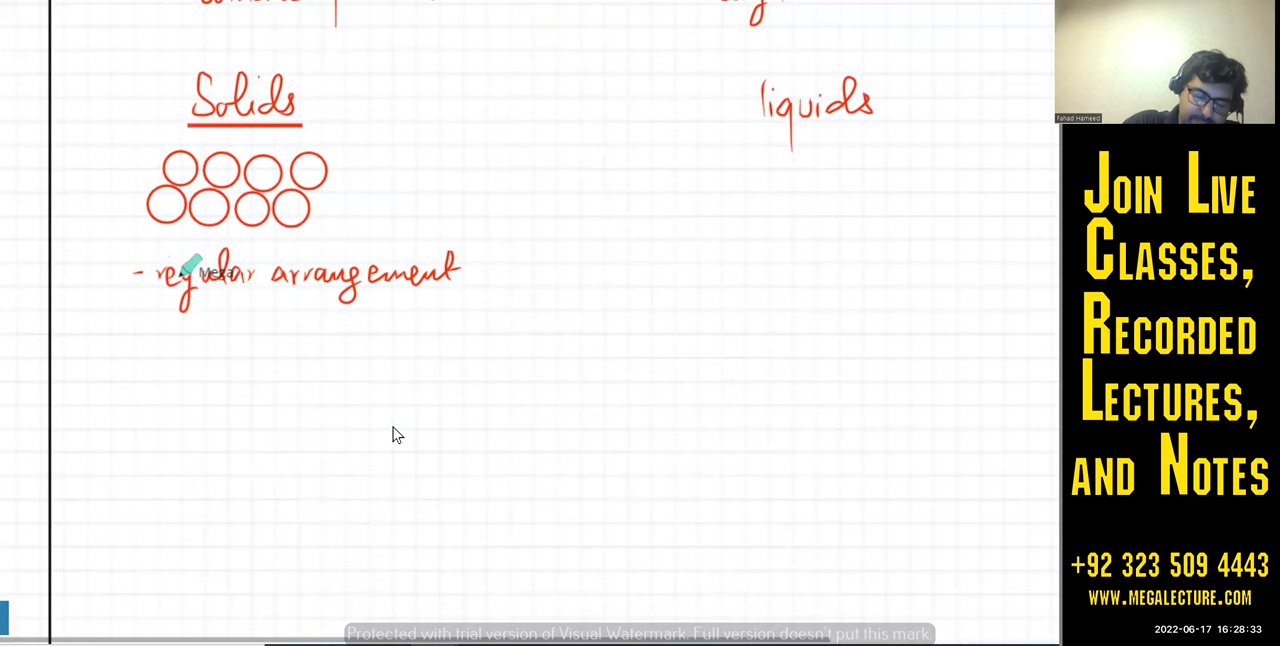 Solids
liquids
- regular arrangement
Mega
Fahad Hameed
JOIN LIVE
CLASSES,
RECORDED
LECTURES,
AND NOTES
+92 323 509 4443
WWW.MEGALECTURE.COM
2022-06-17 16:28:33
Protected with trial version of Visual Watermark. Full version doesn't put this mark.